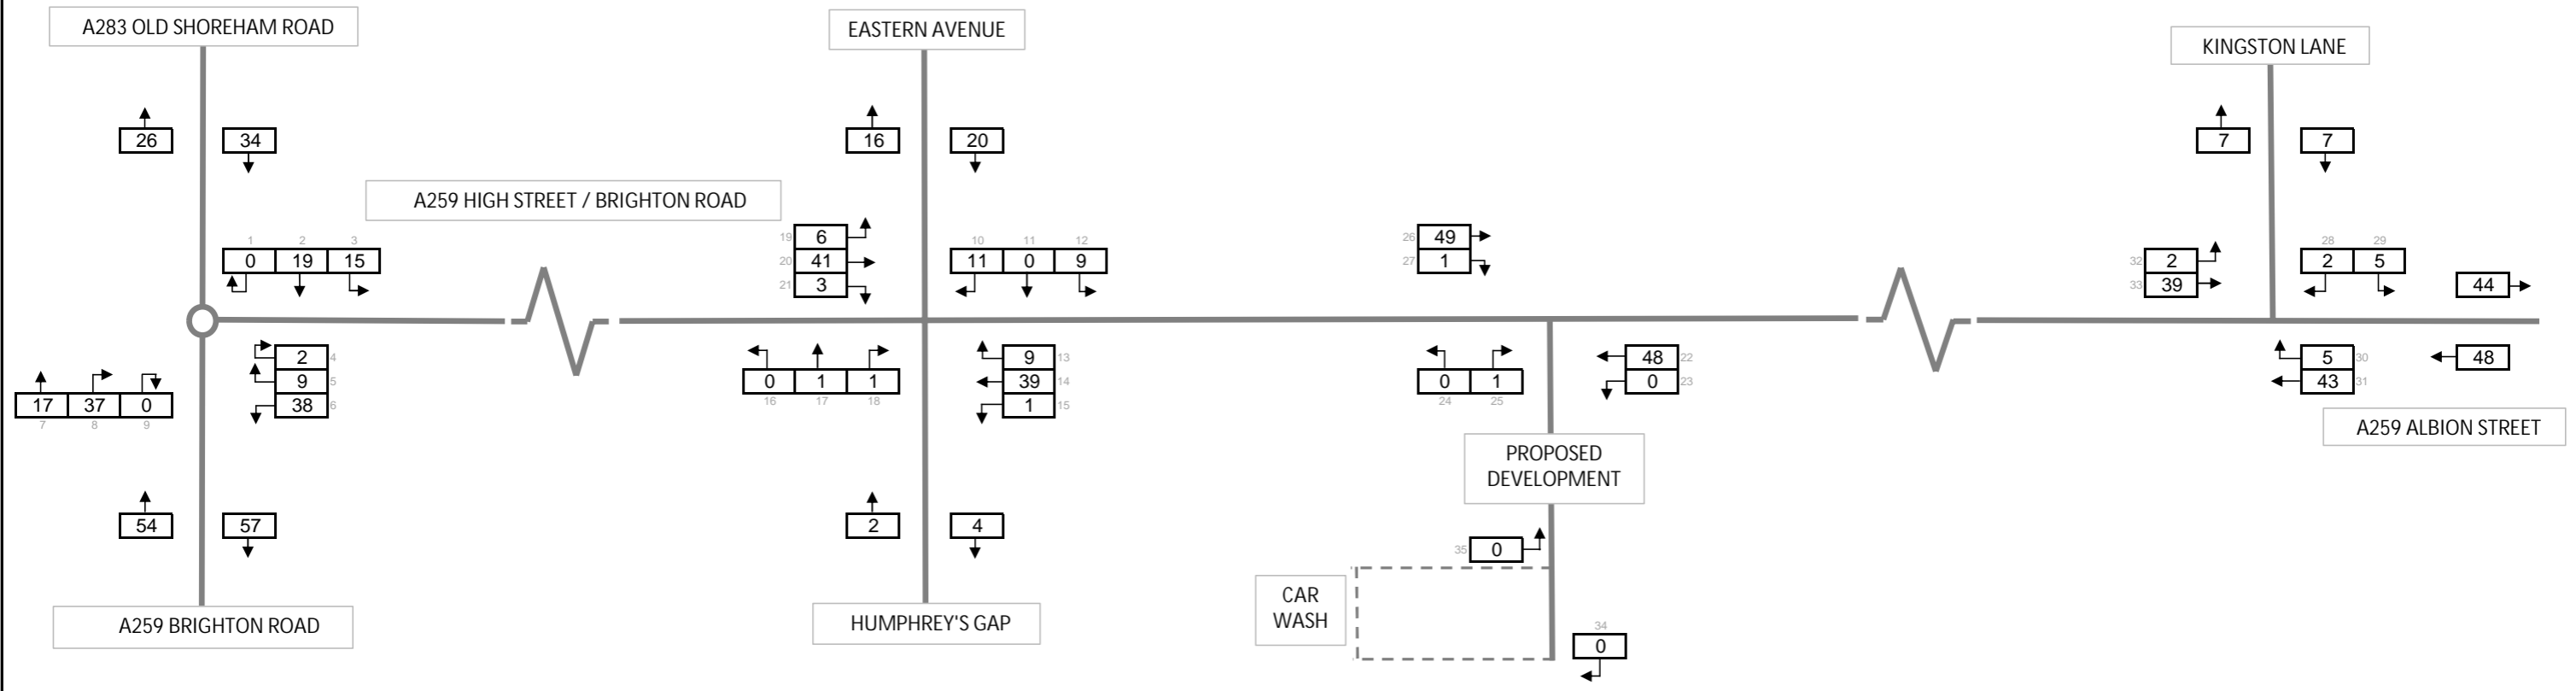 A283 OLD SHOREHAM ROAD
EASTERN AVENUE
KINGSTON LANE
26
34
16
20
7
7
A259 HIGH STREET / BRIGHTON ROAD
1 2 3
0 19 15
19 6
20 41
21 3
10 11 12
11 0 9
26 49
27 1
32 2
33 39
28 29
2 5
44
2 4
9 5
38 6
17 37 0
7 8 9
0 1 1
16 17 18
9 13
39 14
1 15
0 1
24 25
48 22
0 23
5 30
43 31
48
A259 ALBION STREET
PROPOSED
DEVELOPMENT
54
57
2
4
35 0
CAR
WASH
34
0
A259 BRIGHTON ROAD
HUMPHREY'S GAP